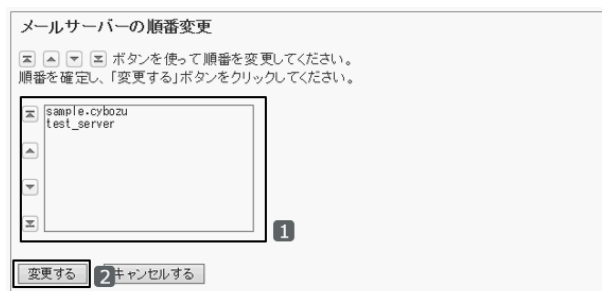 メールサーバーの順番変更
ボタンを使って順番を変更してください。
順番を確定し、「変更する」ボタンをクリックしてください。
sample.cybozu
test_server
1
変更する 2 キャンセルする